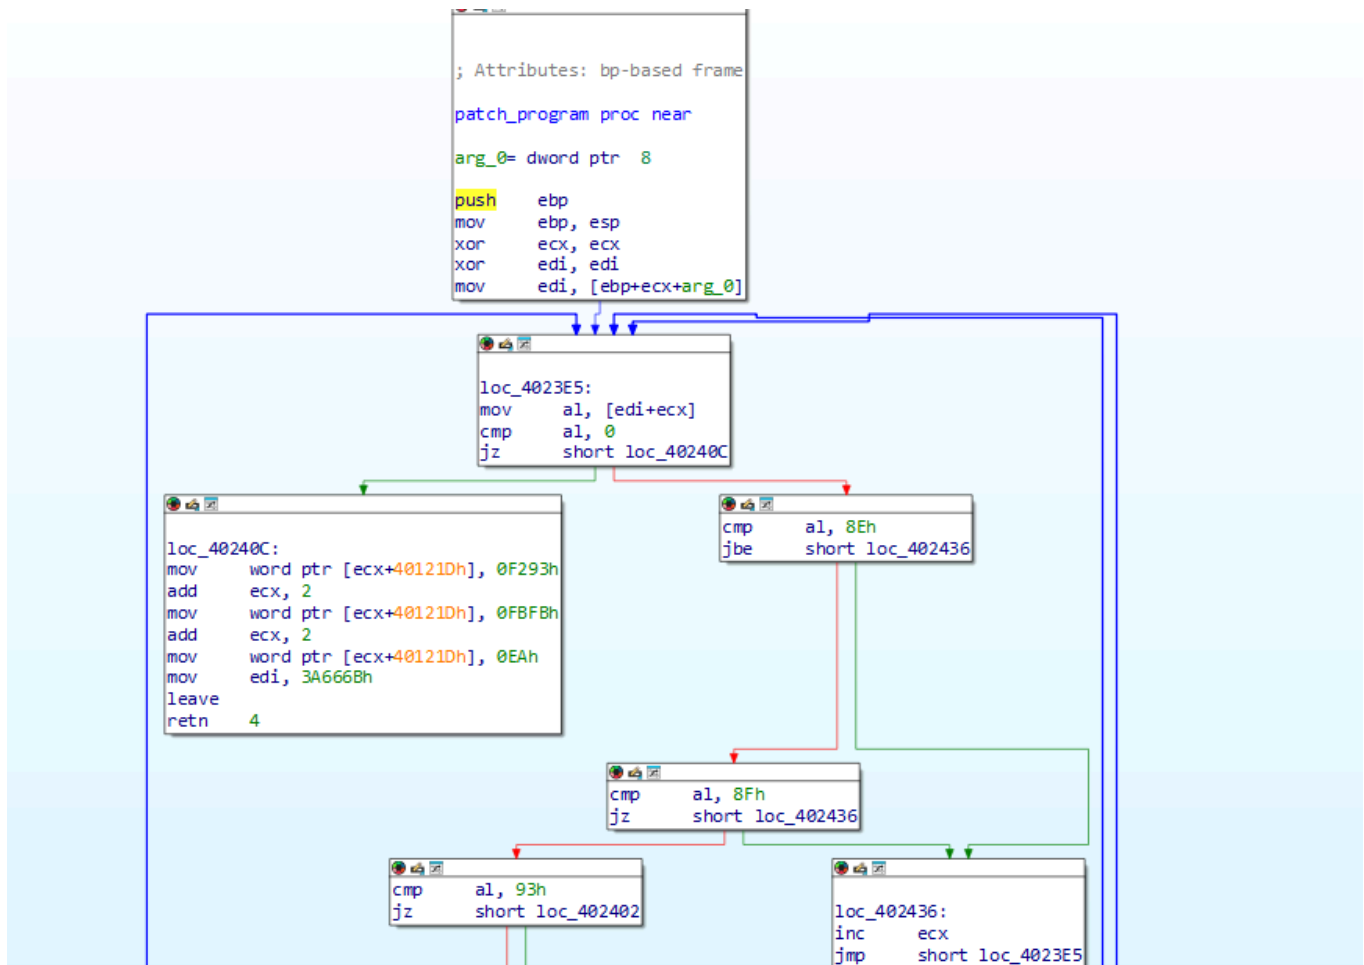 ; Attributes: bp-based frame
patch_program proc near
arg_0= dword ptr  8
push    ebp
mov     ebp, esp
xor     ecx, ecx
xor     edi, edi
mov     edi, [ebp+ecx+arg_0]
loc_4023E5:
mov     al, [edi+ecx]
cmp     al, 0
jz      short loc_40240C
loc_40240C:
mov     word ptr [ecx+40121Dh], 0F293h
add     ecx, 2
mov     word ptr [ecx+40121Dh], 0FBFBh
add     ecx, 2
mov     word ptr [ecx+40121Dh], 0EAh
mov     edi, 3A666Bh
leave
retn    4
cmp     al, 8Eh
jbe     short loc_402436
cmp     al, 8Fh
jz      short loc_402436
cmp     al, 93h
jz      short loc_402402
loc_402436:
inc     ecx
jmp     short loc_4023E5